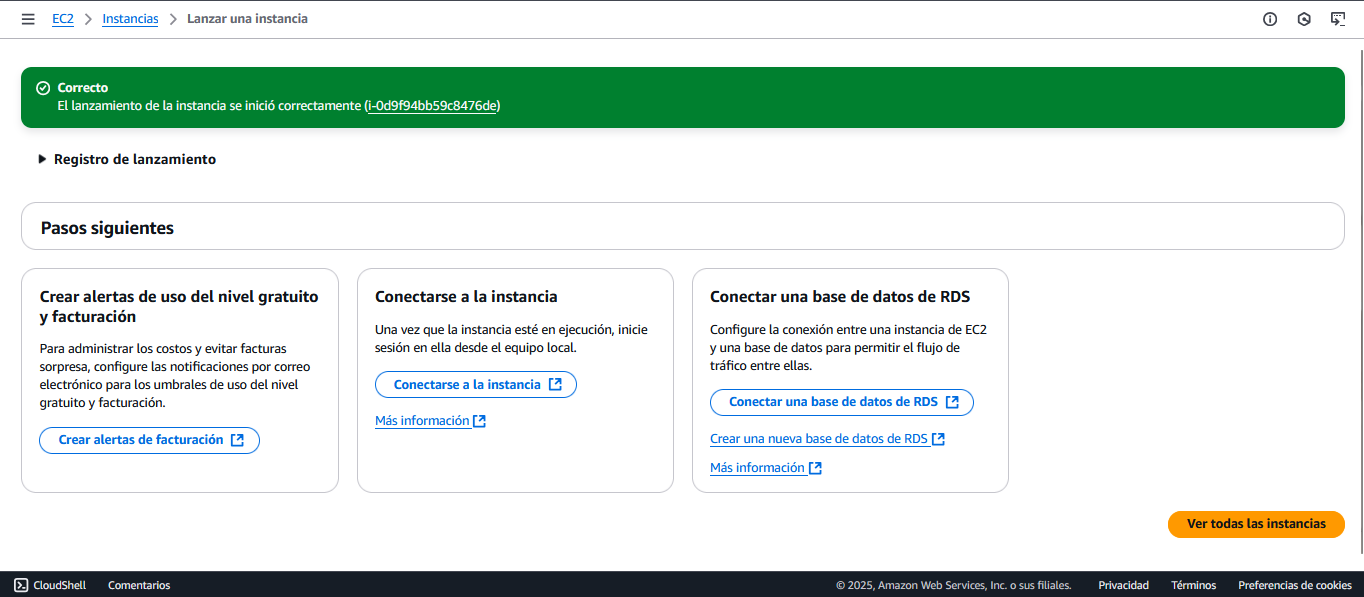 EC2 > Instancias > Lanzar una instancia
Correcto
El lanzamiento de la instancia se inició correctamente (i-0d9f94bb59c8476de)
Registro de lanzamiento
Pasos siguientes
Crear alertas de uso del nivel gratuito
y facturación
Para administrar los costos y evitar facturas
sorpresa, configure las notificaciones por correo
electrónico para los umbrales de uso del nivel
gratuito y facturación.
Crear alertas de facturación
Conectarse a la instancia
Una vez que la instancia esté en ejecución, inicie
sesión en ella desde el equipo local.
Conectarse a la instancia
Más información
Conectar una base de datos de RDS
Configure la conexión entre una instancia de EC2
y una base de datos para permitir el flujo de
tráfico entre ellas.
Conectar una base de datos de RDS
Crear una nueva base de datos de RDS
Más información
Ver todas las instancias
CloudShell Comentarios © 2025, Amazon Web Services, Inc. o sus filiales. Privacidad Términos Preferencias de cookies